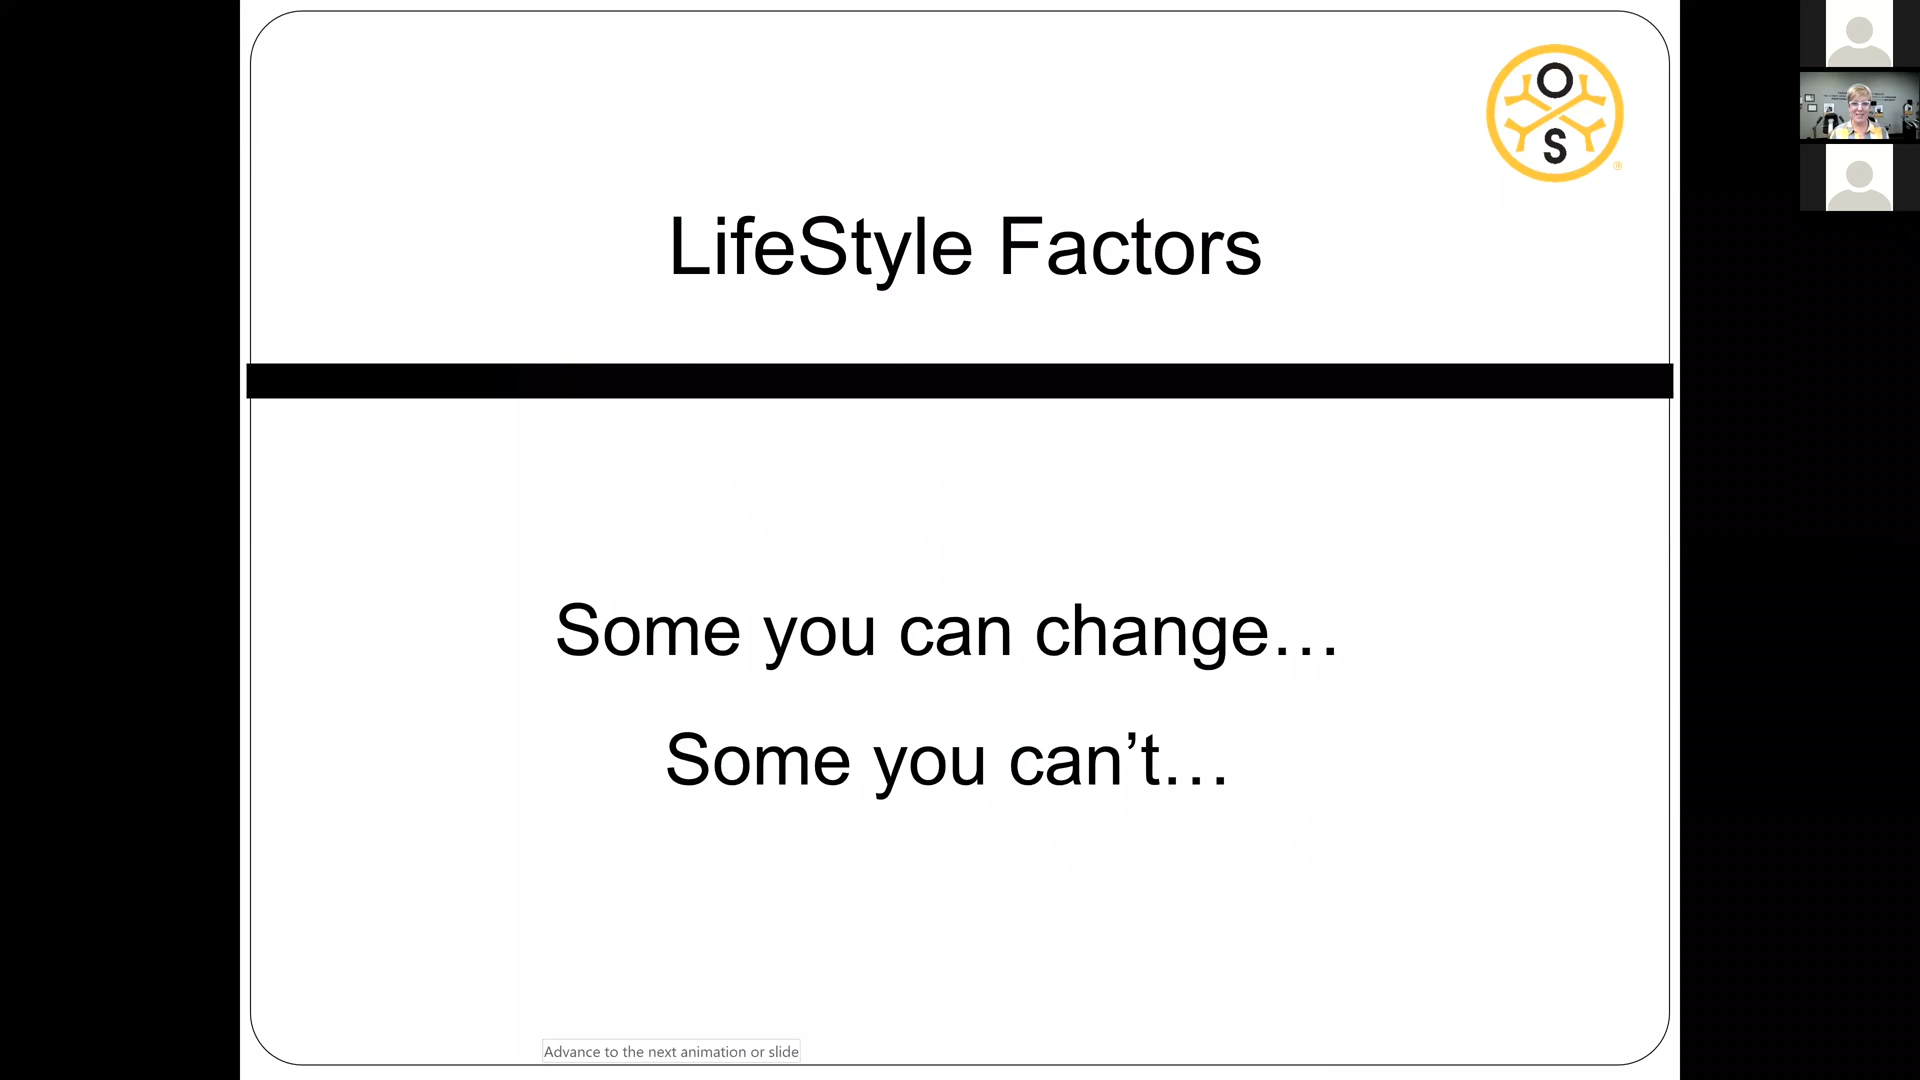 O
S
®
LifeStyle Factors
Some you can change…
Some you can’t…
Advance to the next animation or slide